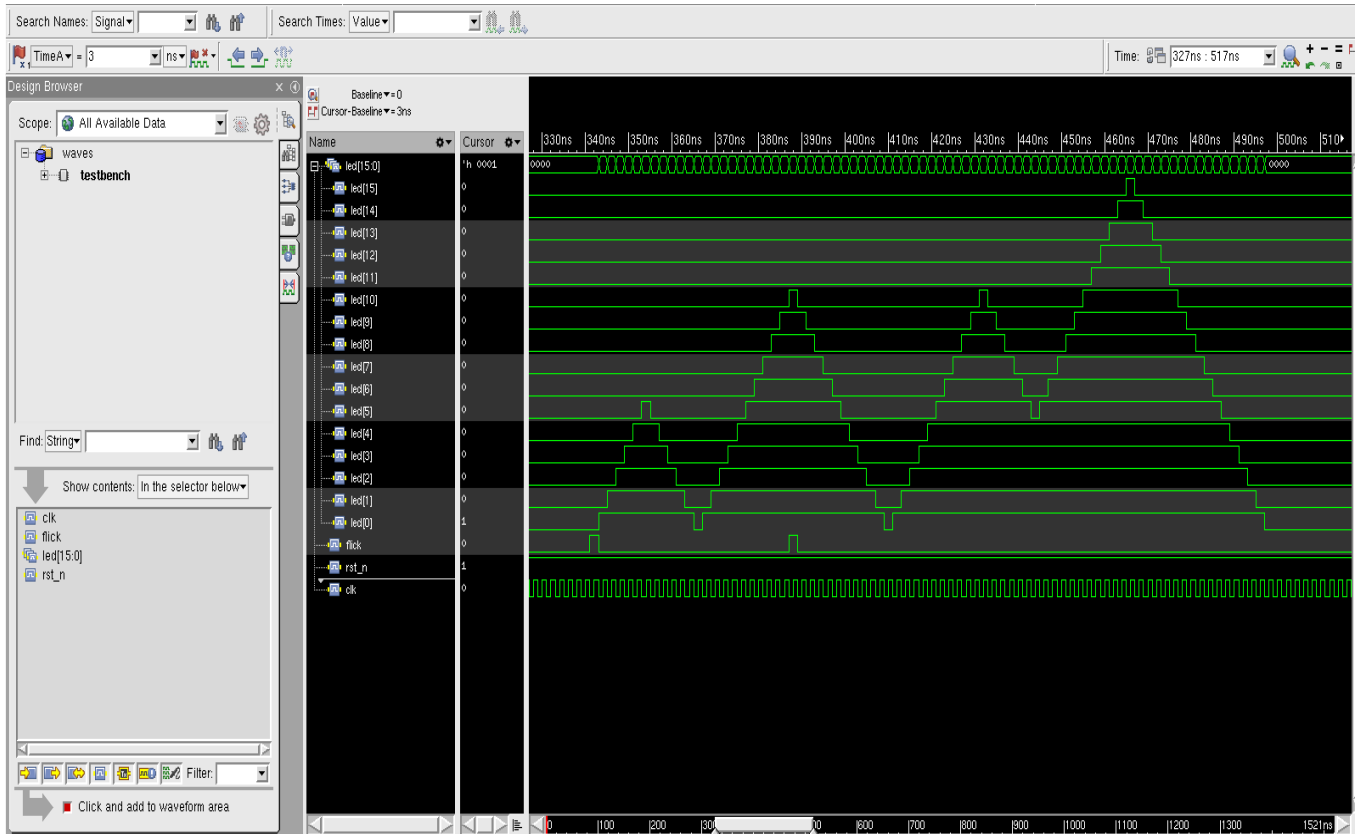 Search Names: Signal Search Times: Value
TimeA = 3 ns Time: 327ns : 517ns
Design Browser
Baseline = 0
Cursor-Baseline = 3ns
Scope: All Available Data
Name Cursor
330ns 340ns 350ns 360ns 370ns 380ns 390ns 400ns 410ns 420ns 430ns 440ns 450ns 460ns 470ns 480ns 490ns 500ns 510
waves
testbench
led[15:0] 'h 0001 0000 0000
led[15] 0
led[14] 0
led[13] 0
led[12] 0
led[11] 0
led[10] 0
led[9] 0
led[8] 0
led[7] 0
led[6] 0
led[5] 0
led[4] 0
led[3] 0
led[2] 0
led[1] 0
led[0] 1
flick 0
rst_n 1
clk 0
Find: String
Show contents: In the selector below
clk
flick
led[15:0]
rst_n
Filter:
Click and add to waveform area
0 100 200 600 700 800 900 1000 1100 1200 1300 1521ns